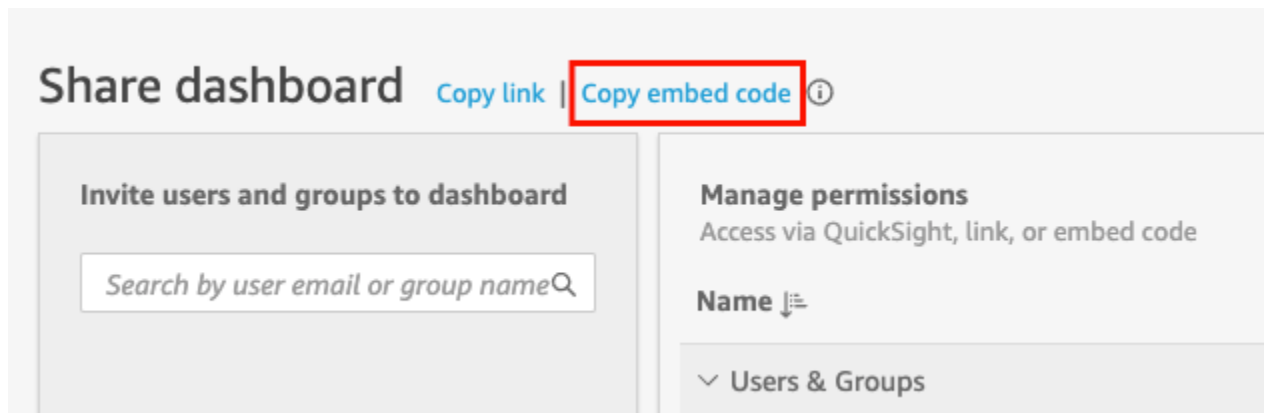 Share dashboard Copy link | Copy embed code
Invite users and groups to dashboard
Search by user email or group name
Manage permissions
Access via QuickSight, link, or embed code
Name
Users & Groups